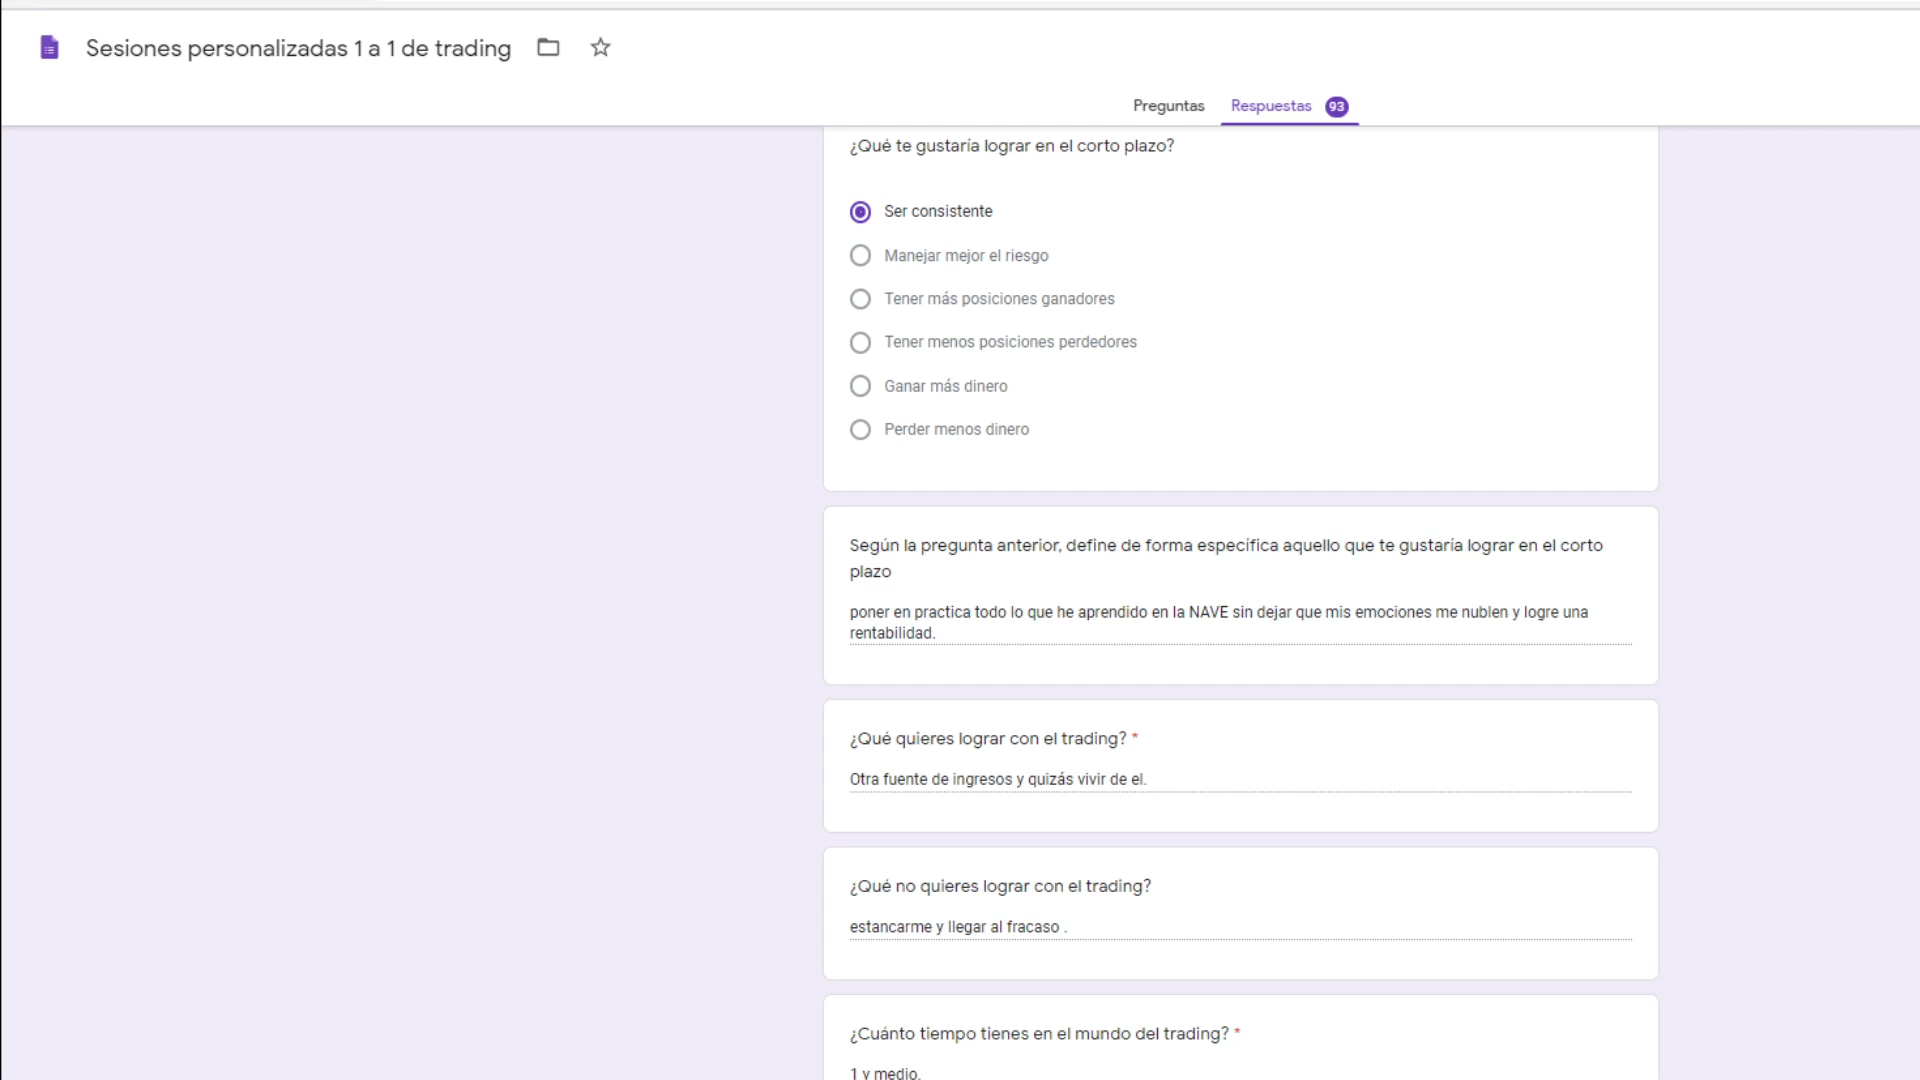 Sesiones personalizadas 1 a 1 de trading
Preguntas
Respuestas 93
¿Qué te gustaría lograr en el corto plazo?
Ser consistente
Manejar mejor el riesgo
Tener más posiciones ganadores
Tener menos posiciones perdedores
Ganar más dinero
Perder menos dinero
Según la pregunta anterior, define de forma específica aquello que te gustaría lograr en el corto
plazo
poner en practica todo lo que he aprendido en la NAVE sin dejar que mis emociones me nublen y logre una
rentabilidad.
¿Qué quieres lograr con el trading? *
Otra fuente de ingresos y quizás vivir de el.
¿Qué no quieres lograr con el trading?
estancarme y llegar al fracaso .
¿Cuánto tiempo tienes en el mundo del trading? *
1 y medio.